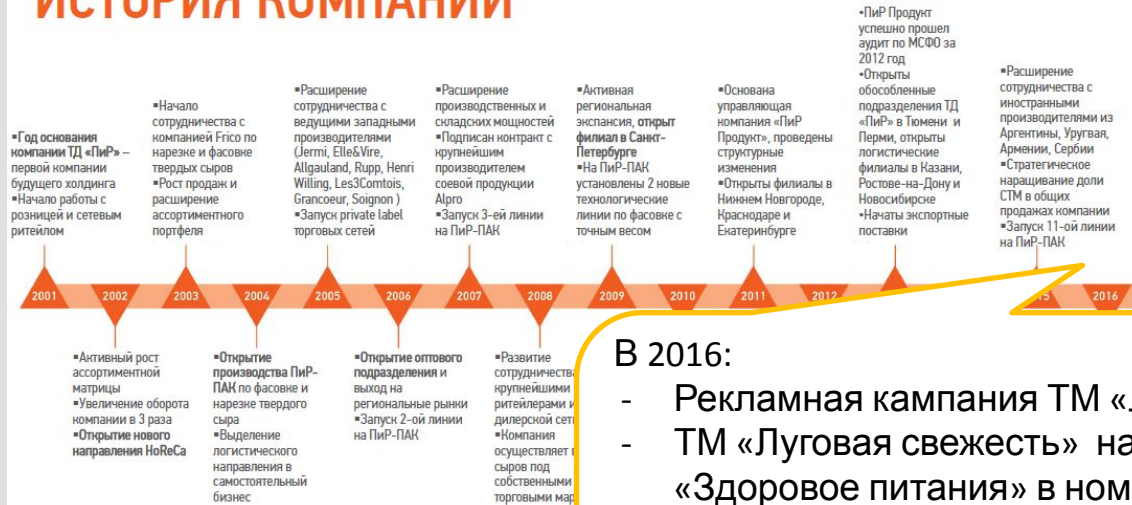 ИСТОРИЯ КОМПАНИИ
▪Год основания
компании ТД «ПиР» –
первой компании
будущего холдинга
▪Начало работы с
розницей и сетевым
ритейлом
▪Начало
сотрудничества с
компанией Frico по
нарезке и фасовке
твердых сыров
▪Рост продаж и
расширение
ассортиментного
портфеля
▪Расширение
сотрудничества с
ведущими западными
производителями
(Jermi, Elle&Vire,
Allgauland, Rupp, Henri
Willing, Les3Comtois,
Grancoeur, Soignon )
▪Запуск private label
торговых сетей
▪Расширение
производственных и
складских мощностей
▪Подписан контракт с
крупнейшим
производителем
соевой продукции
Alpro
▪Запуск 3-ей линии
на ПиР-ПАК
▪Активная
региональная
экспансия, открыт
филиал в Санкт-
Петербурге
▪На ПиР-ПАК
установлены 2 новые
технологические
линии по фасовке с
точным весом
▪Основана
управляющая
компания «ПиР
Продукт», проведены
структурные
изменения
▪Открыты филиалы в
Нижнем Новгороде,
Краснодаре и
Екатеринбурге
•ПиР Продукт
успешно прошел
аудит по МСФО за
2012 год
•Открыты
обособленные
подразделения ТД
«ПиР» в Тюмени и
Перми, открыты
логистические
филиалы в Казани,
Ростове-на-Дону и
Новосибирске
•Начаты экспортные
поставки
▪Расширение
сотрудничества с
иностранными
производителями из
Аргентины, Уругвая,
Армении, Сербии
▪Стратегическое
наращивание доли
СТМ в общих
продажах компании
▪Запуск 11-ой линии
на ПиР-ПАК
2001 2002 2003 2004 2005 2006 2007 2008 2009 2010 2011 2012 2016
▪Активный рост
ассортиментной
матрицы
▪Увеличение оборота
компании в 3 раза
▪Открытие нового
направления HoReCa
▪Открытие
производства ПиР-
ПАК по фасовке и
нарезке твердого
сыра
▪Выделение
логистического
направления в
самостоятельный
бизнес
▪Открытие оптового
подразделения и
выход на
региональные рынки
▪Запуск 2-ой линии
на ПиР-ПАК
▪Развитие
сотрудничества
крупнейшими
ритейлерами и
дилерской сет
▪Компания
осуществляет
сыров под
собственными
торговыми мар
В 2016:
- Рекламная кампания ТМ «
- ТМ «Луговая свежесть» на
«Здоровое питания» в ном